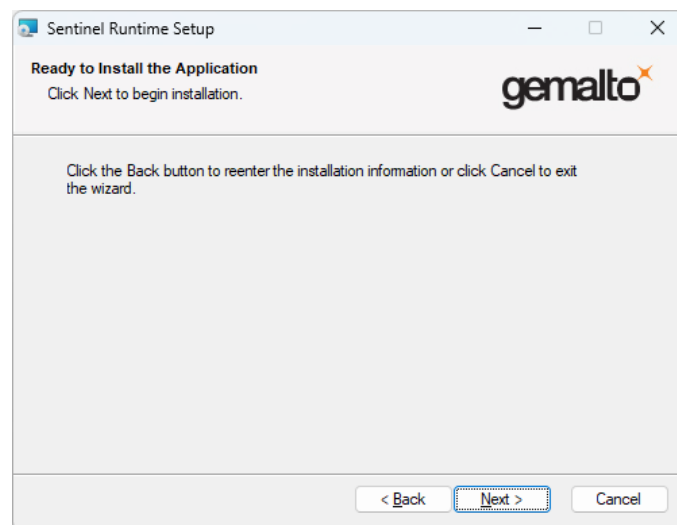 Sentinel Runtime Setup
Ready to Install the Application
Click Next to begin installation.
gemalto
Click the Back button to reenter the installation information or click Cancel to exit
the wizard.
< Back
Next >
Cancel